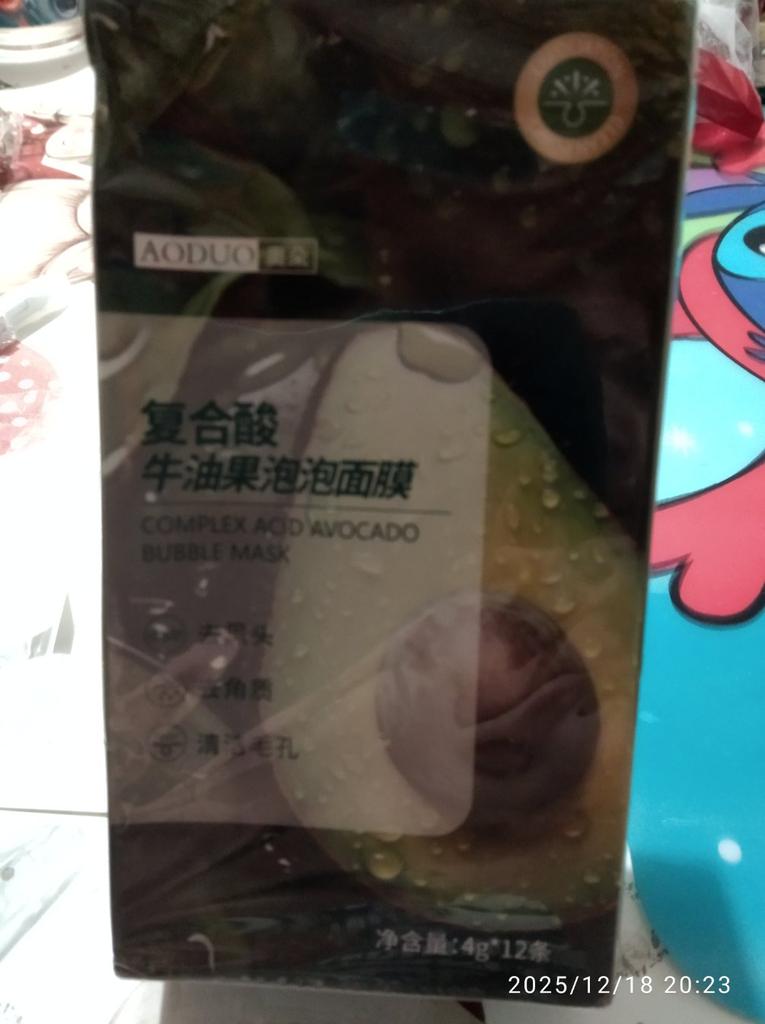 AODUO
复合酸
牛油果泡泡面膜
COMPLEX ACID AVOCADO
BUBBLE MASK
去黑头
去角质
清洁毛孔
净含量:4g*12条
2025/12/18 20:23